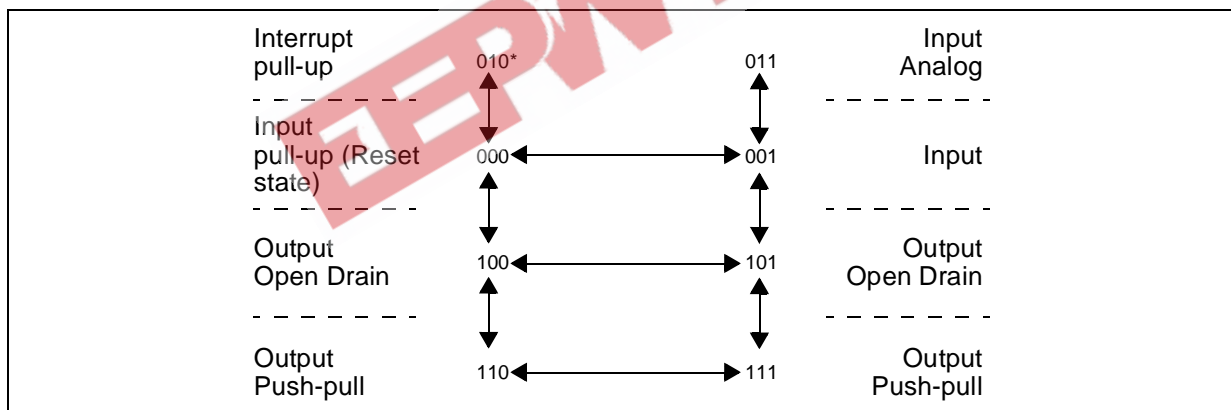 Interrupt
pull-up
010*
011
Input
Analog
Input
pull-up (Reset
state)
000
001
Input
Output
Open Drain
100
101
Output
Open Drain
Output
Push-pull
110
111
Output
Push-pull
EEPW